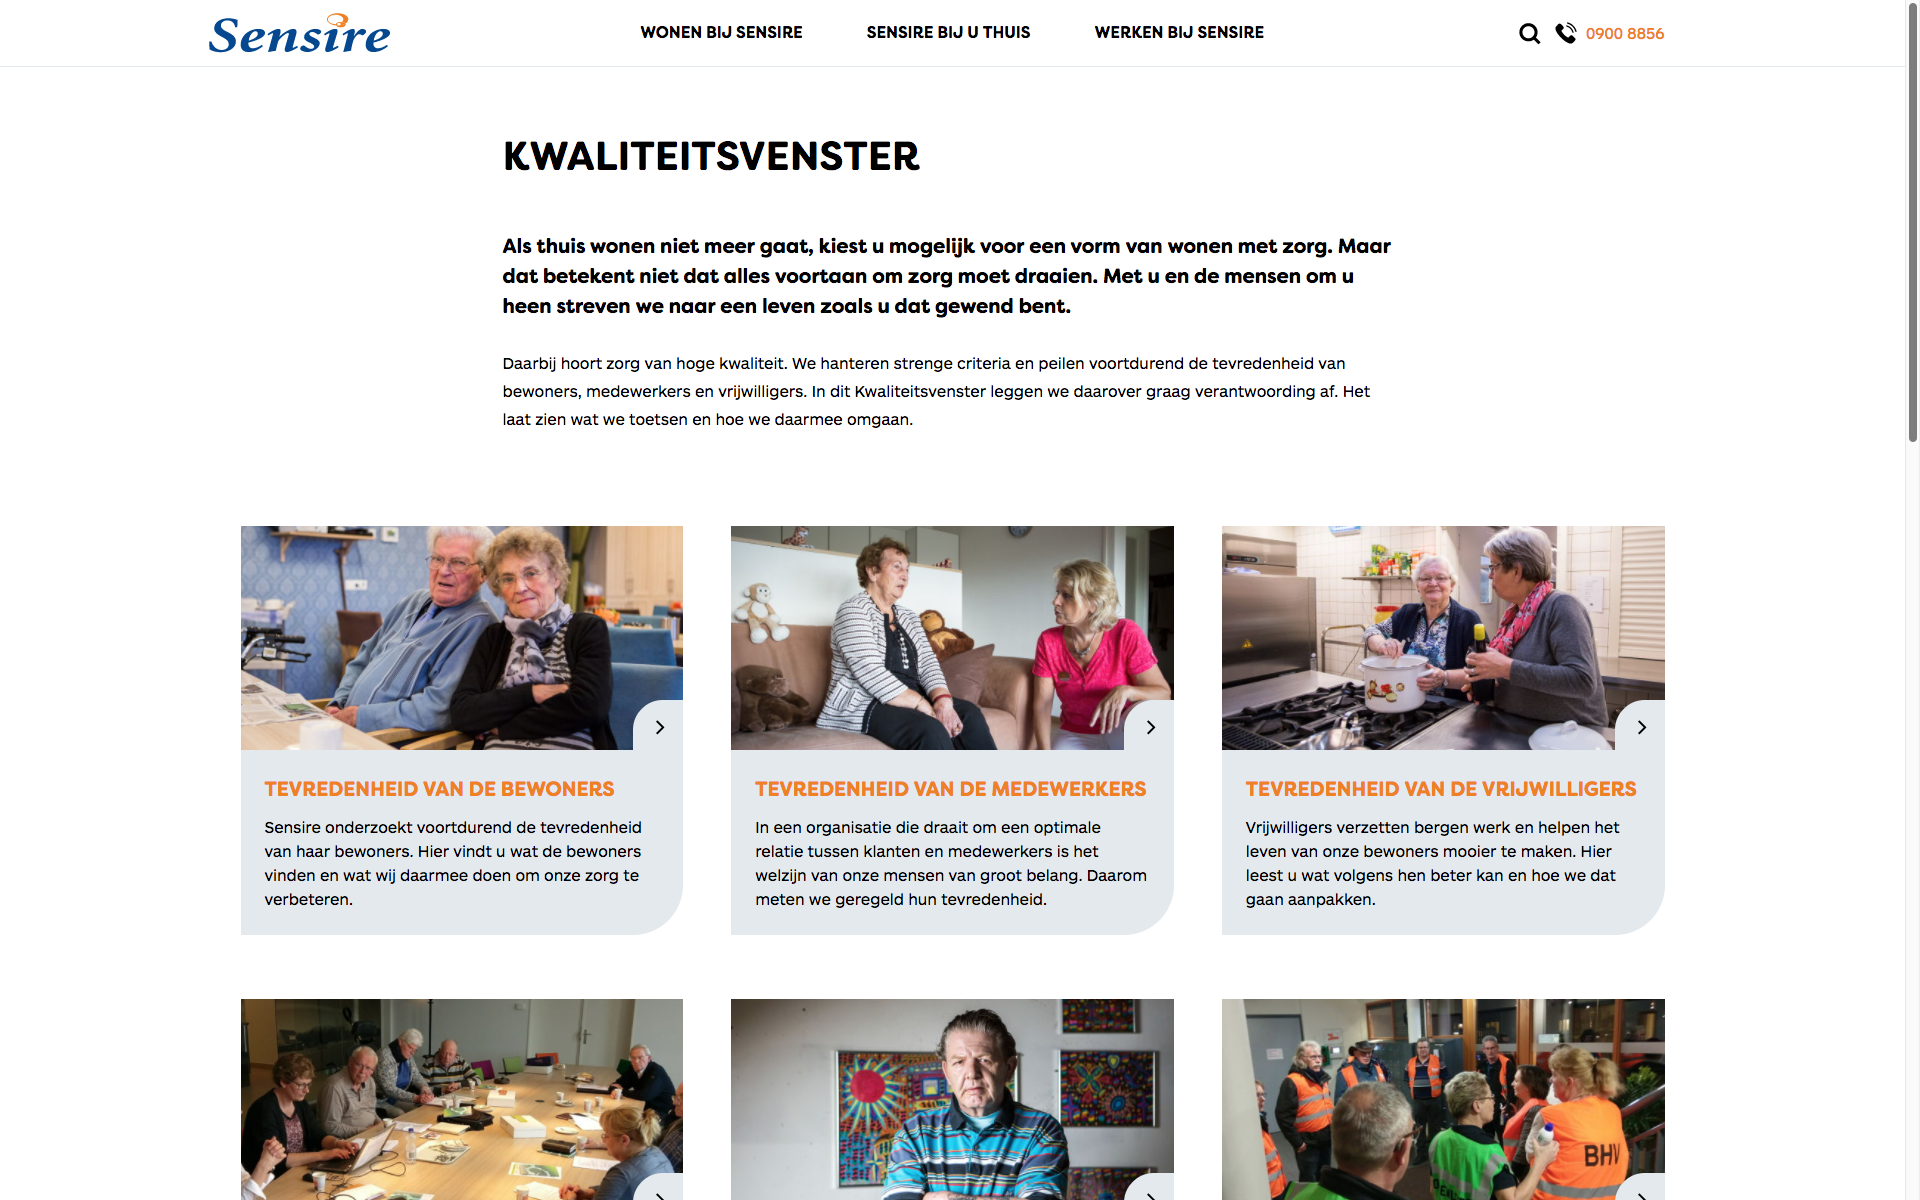 Sensire
WONEN BIJ SENSIRE
SENSIRE BIJ U THUIS
WERKEN BIJ SENSIRE
0900 8856
KWALITEITSVENSTER
Als thuis wonen niet meer gaat, kiest u mogelijk voor een vorm van wonen met zorg. Maar
dat betekent niet dat alles voortaan om zorg moet draaien. Met u en de mensen om u
heen streven we naar een leven zoals u dat gewend bent.
Daarbij hoort zorg van hoge kwaliteit. We hanteren strenge criteria en peilen voortdurend de tevredenheid van
bewoners, medewerkers en vrijwilligers. In dit Kwaliteitsvenster leggen we daarover graag verantwoording af. Het
laat zien wat we toetsen en hoe we daarmee omgaan.
TEVREDENHEID VAN DE BEWONERS
Sensire onderzoekt voortdurend de tevredenheid
van haar bewoners. Hier vindt u wat de bewoners
vinden en wat wij daarmee doen om onze zorg te
verbeteren.
TEVREDENHEID VAN DE MEDEWERKERS
In een organisatie die draait om een optimale
relatie tussen klanten en medewerkers is het
welzijn van onze mensen van groot belang. Daarom
meten we geregeld hun tevredenheid.
TEVREDENHEID VAN DE VRIJWILLIGERS
Vrijwilligers verzetten bergen werk en helpen het
leven van onze bewoners mooier te maken. Hier
leest u wat volgens hen beter kan en hoe we dat
gaan aanpakken.
BHV